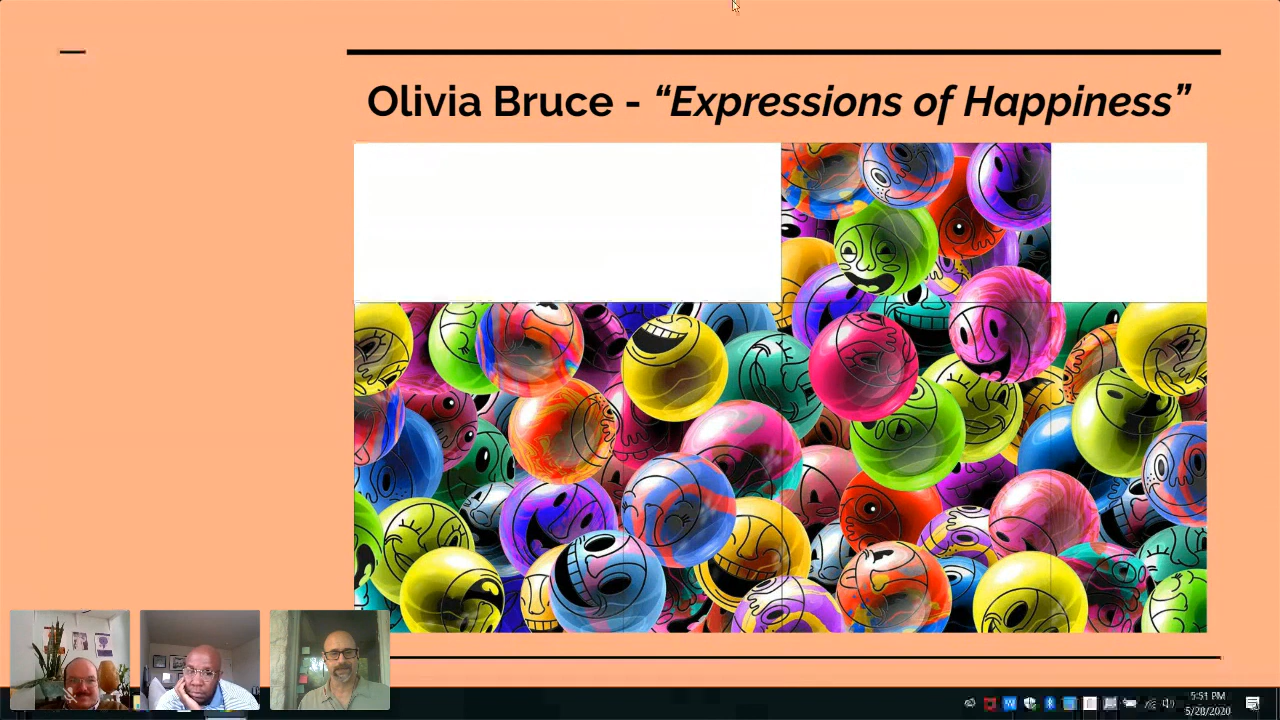 Olivia Bruce - “Expressions of Happiness”
5:51 PM
5/28/2020